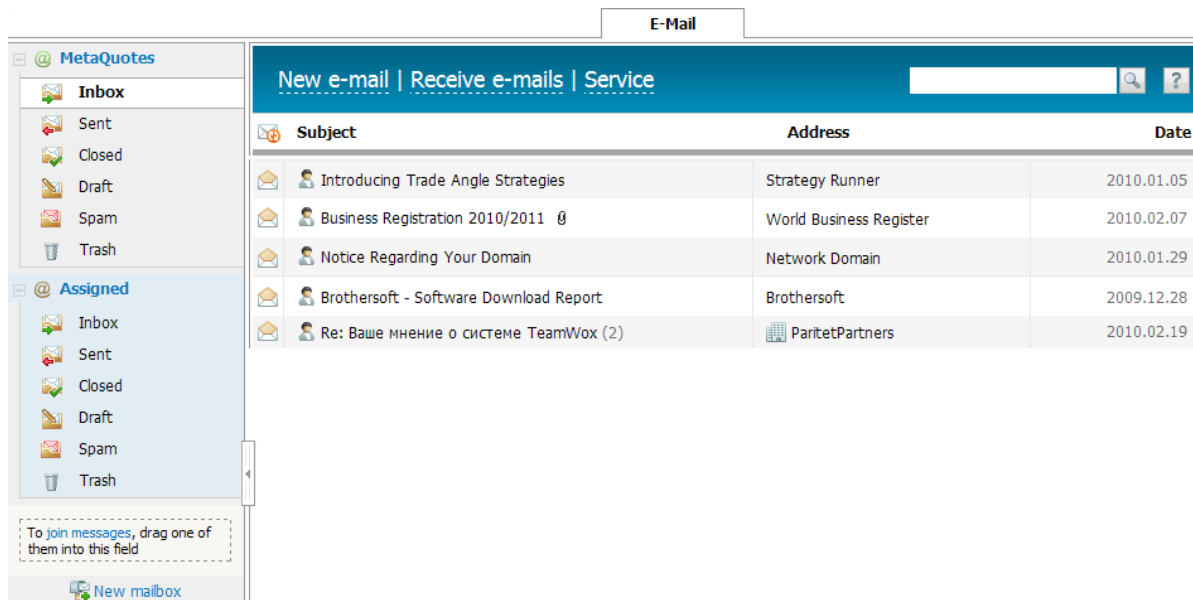 E-Mail
@ MetaQuotes
Inbox
Sent
Closed
Draft
Spam
Trash
@ Assigned
Inbox
Sent
Closed
Draft
Spam
Trash
To join messages, drag one of
them into this field
New mailbox
New e-mail | Receive e-mails | Service
?
Subject Address Date
Introducing Trade Angle Strategies Strategy Runner 2010.01.05
Business Registration 2010/2011 World Business Register 2010.02.07
Notice Regarding Your Domain Network Domain 2010.01.29
Brothersoft - Software Download Report Brothersoft 2009.12.28
Re: Ваше мнение о системе TeamWox (2) ParitetPartners 2010.02.19